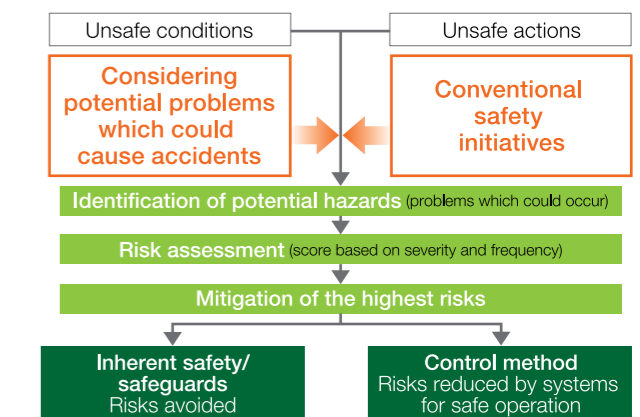 Unsafe conditions
Unsafe actions
Considering
potential problems
which could
cause accidents
Conventional
safety
initiatives
Identification of potential hazards (problems which could occur)
Risk assessment (score based on severity and frequency)
Mitigation of the highest risks
Inherent safety/
safeguards
Risks avoided
Control method
Risks reduced by systems
for safe operation